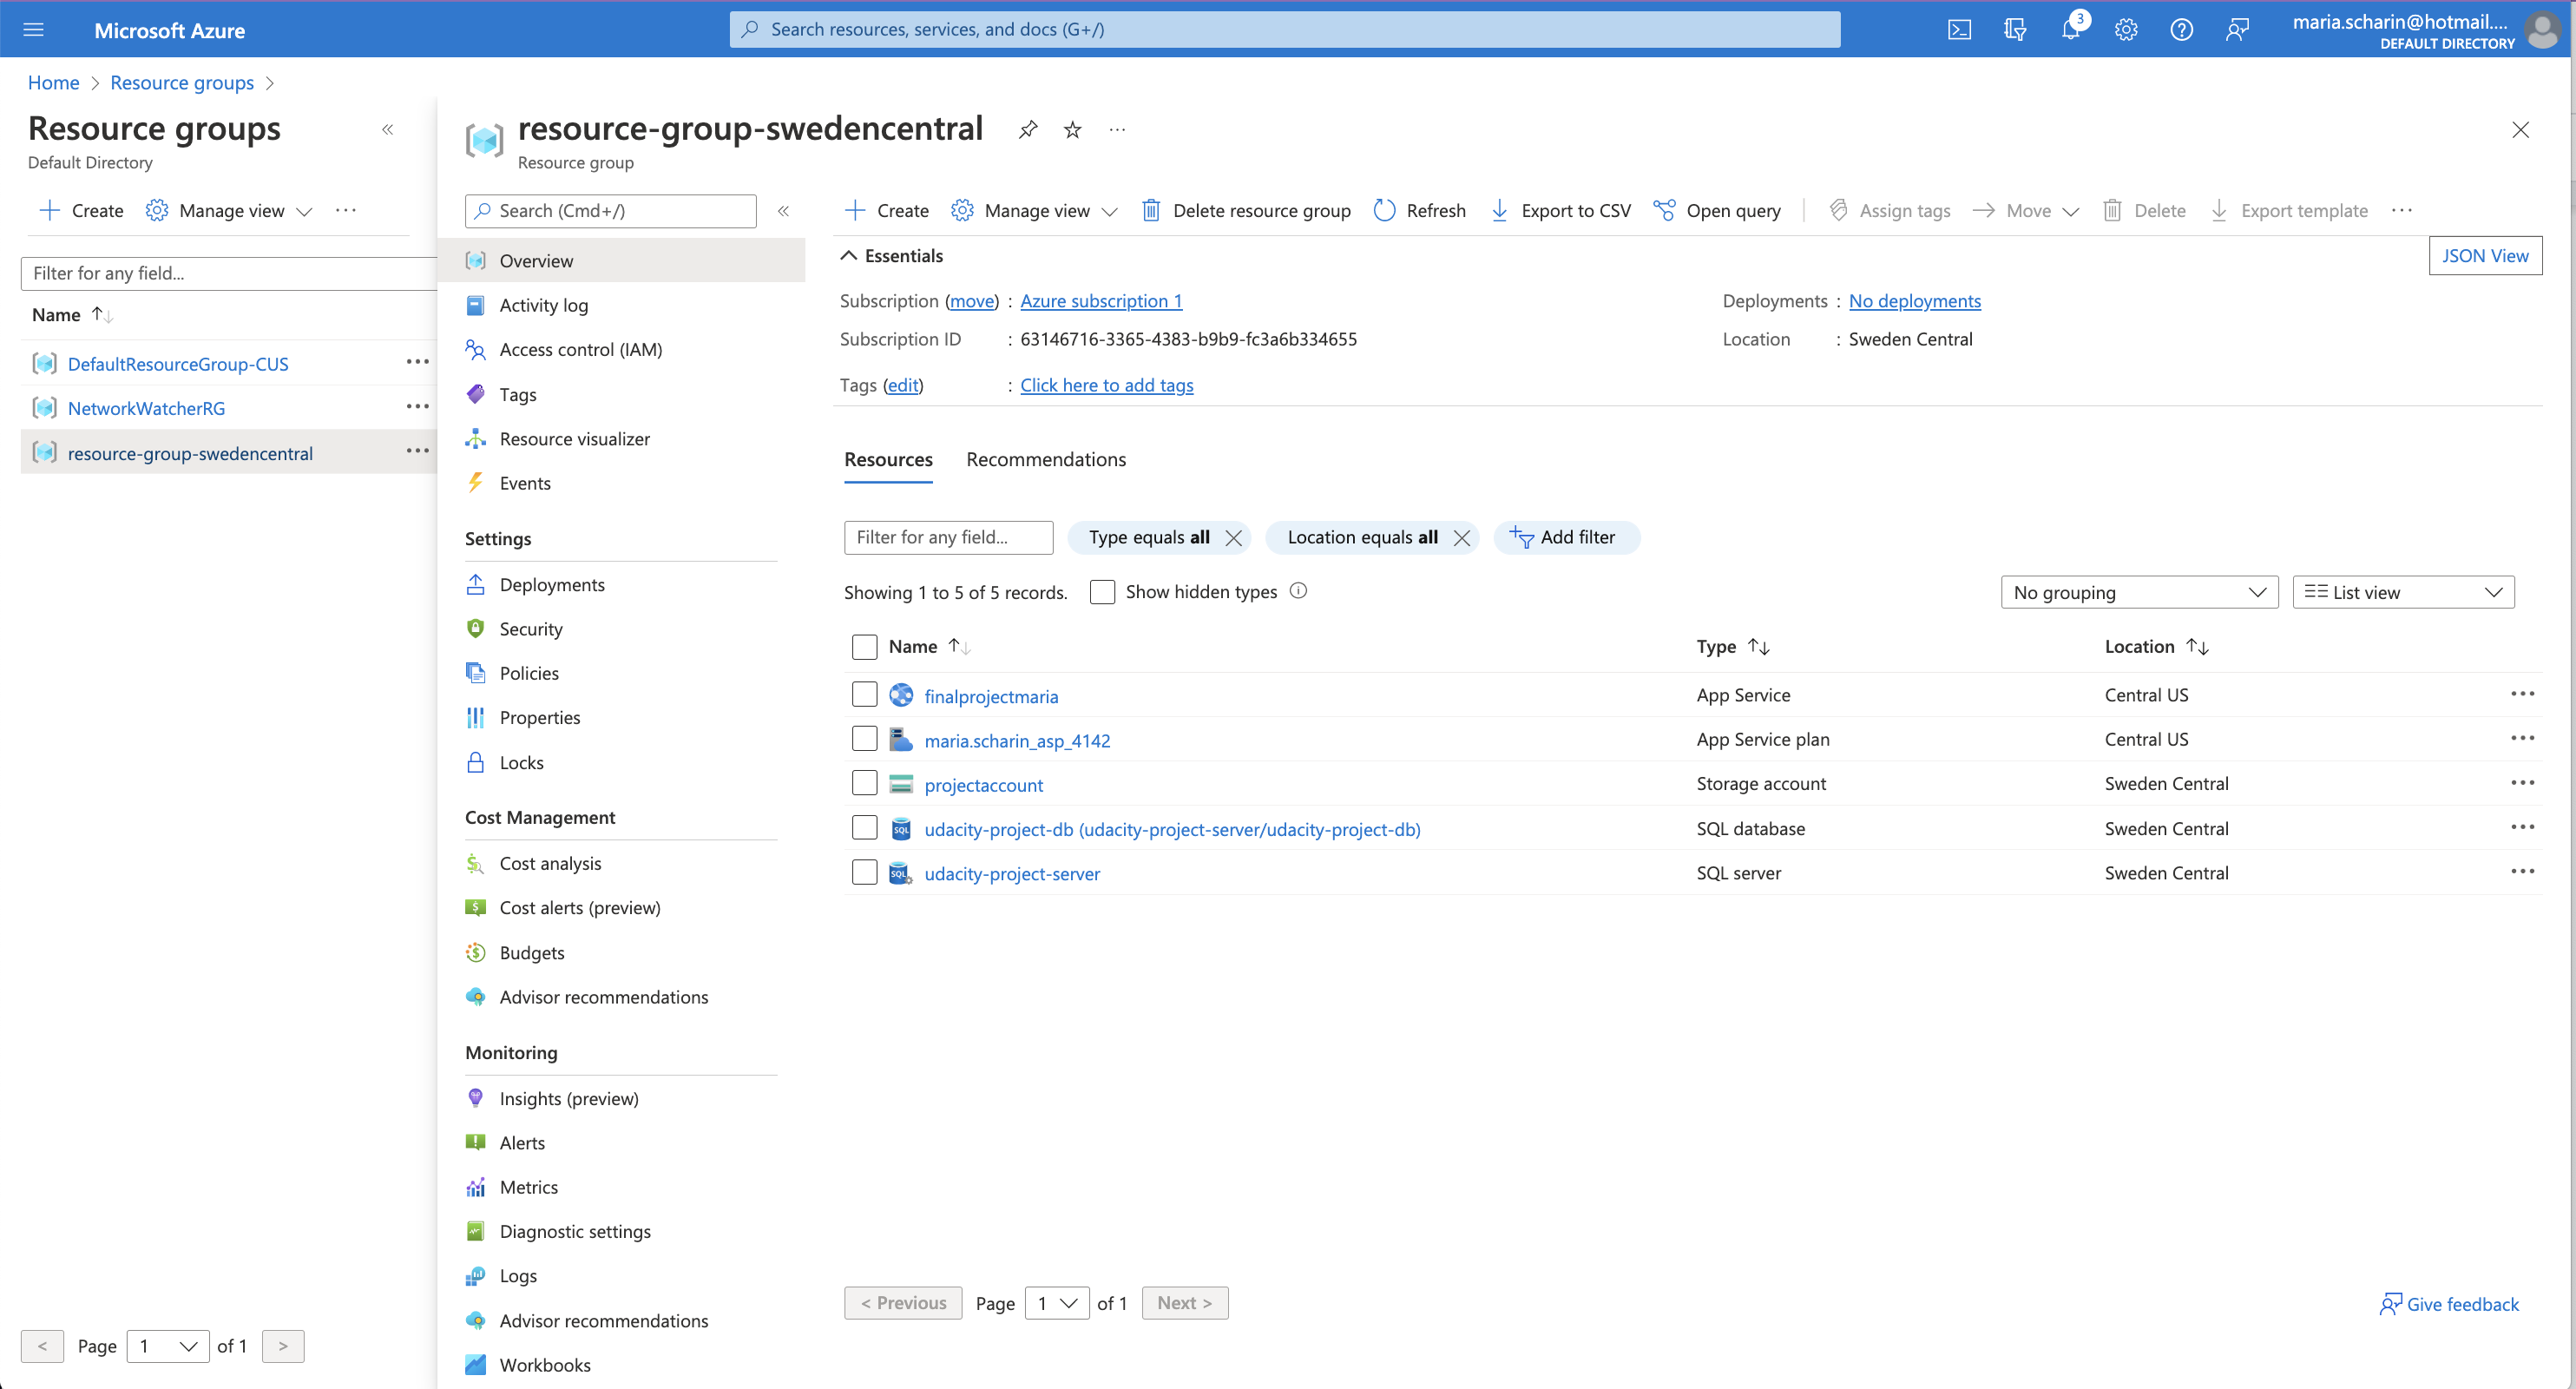 Microsoft Azure
Search resources, services, and docs (G+/)
3
maria.scharin@hotmail....
DEFAULT DIRECTORY
Home > Resource groups >
Resource groups
Default Directory
Create
Manage view
Filter for any field...
Name
DefaultResourceGroup-CUS
NetworkWatcherRG
resource-group-swedencentral
< Page 1 of 1 >
resource-group-swedencentral
Resource group
Search (Cmd+/)
Overview
Activity log
Access control (IAM)
Tags
Resource visualizer
Events
Settings
Deployments
Security
Policies
Properties
Locks
Cost Management
Cost analysis
Cost alerts (preview)
Budgets
Advisor recommendations
Monitoring
Insights (preview)
Alerts
Metrics
Diagnostic settings
Logs
Advisor recommendations
Workbooks
Create Manage view Delete resource group Refresh Export to CSV Open query Assign tags Move Delete Export template
Essentials
JSON View
Subscription (move) : Azure subscription 1
Subscription ID : 63146716-3365-4383-b9b9-fc3a6b334655
Tags (edit) : Click here to add tags
Deployments : No deployments
Location : Sweden Central
Resources Recommendations
Filter for any field... Type equals all Location equals all Add filter
Showing 1 to 5 of 5 records. Show hidden types
No grouping List view
Name Type Location
finalprojectmaria App Service Central US
maria.scharin_asp_4142 App Service plan Central US
projectaccount Storage account Sweden Central
udacity-project-db (udacity-project-server/udacity-project-db) SQL database Sweden Central
udacity-project-server SQL server Sweden Central
< Previous Page 1 of 1 Next >
Give feedback